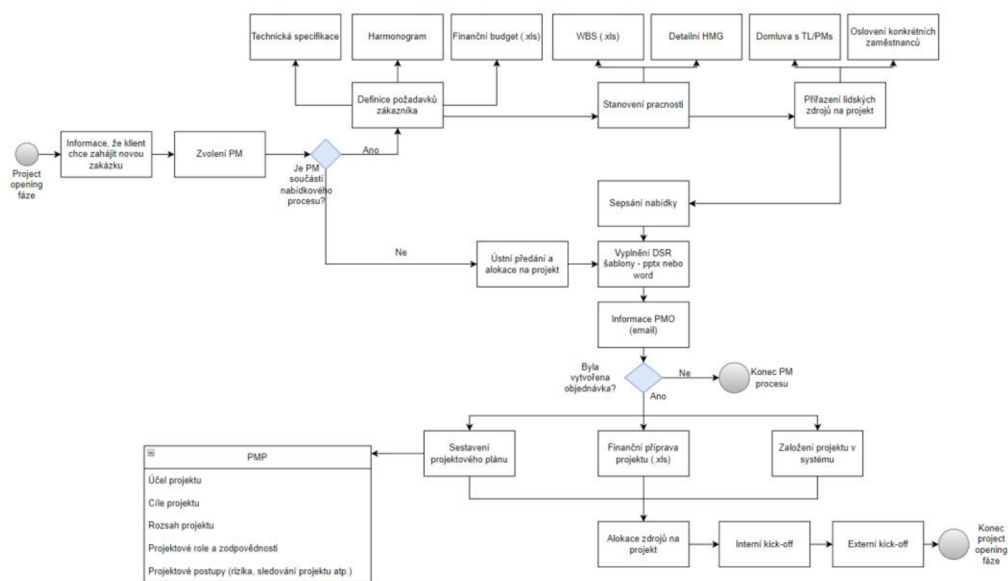 Technická specifikace
Harmonogram
Finanční budget (.xls)
WBS (.xls)
Detailní HMG
Domluva s TL/PMs
Oslovení konkrétních
zaměstnanců
Definice požadavků
zákazníka
Stanovení pracnosti
Přiřazení lidských
zdrojů na projekt
Project
opening
fáze
Informace, že klient
chce zahájit novou
zakázku
Zvolení PM
Je PM
součástí
nabídkového
procesu?
Ano
Ne
Sepsání nabídky
Ústní předání a
alokace na projekt
Vyplnění DSR
šablony - pptx nebo
word
Informace PMO
(email)
Byla
vytvořena
objednávka?
Ne
Ano
Konec PM
procesu
Sestavení
projektového plánu
Finanční příprava
projektu (.xls)
Založení projektu v
systému
PMP
Účel projektu
Cíle projektu
Rozsah projektu
Projektové role a zodpovědnosti
Projektové postupy (rizika, sledování projektu atp.)
Alokace zdrojů na
projekt
Interní kick-off
Externí kick-off
Konec
project
opening
fáze